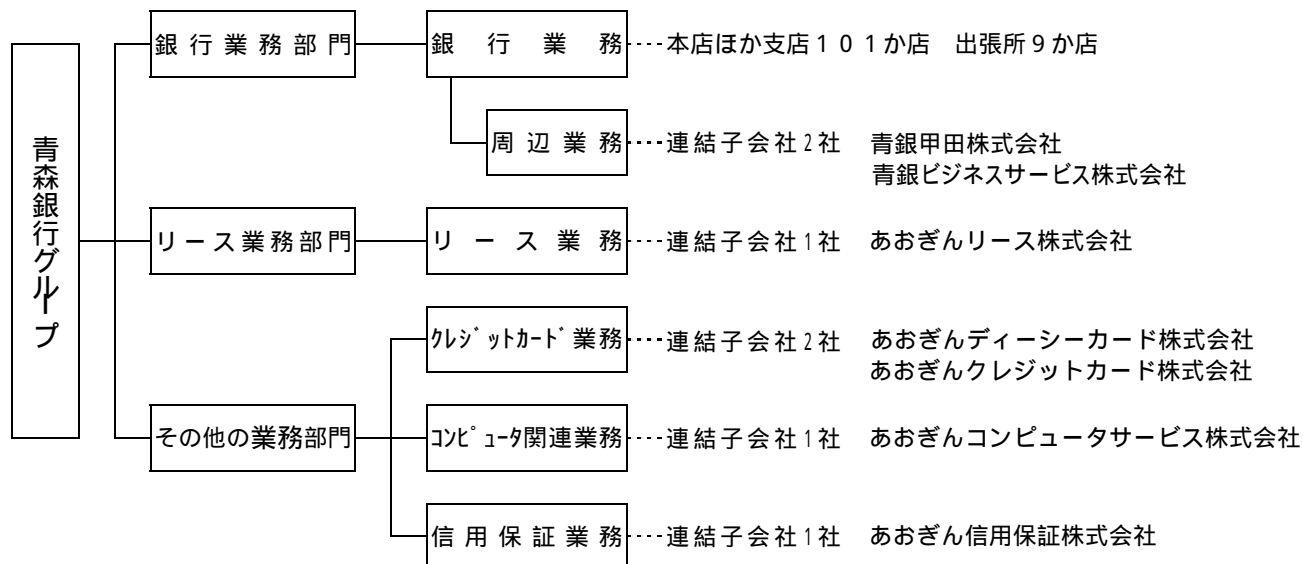 青森銀行グループ
銀行業務部門
銀行業務
本店ほか支店101か店 出張所9か店
周辺業務
連結子会社2社 青銀甲田株式会社
青銀ビジネスサービス株式会社
リース業務部門
リース業務
連結子会社1社 あおぎんリース株式会社
その他の業務部門
クレジットカード業務
連結子会社2社 あおぎんディーシーカード株式会社
あおぎんクレジットカード株式会社
コンピュータ関連業務
連結子会社1社 あおぎんコンピュータサービス株式会社
信用保証業務
連結子会社1社 あおぎん信用保証株式会社